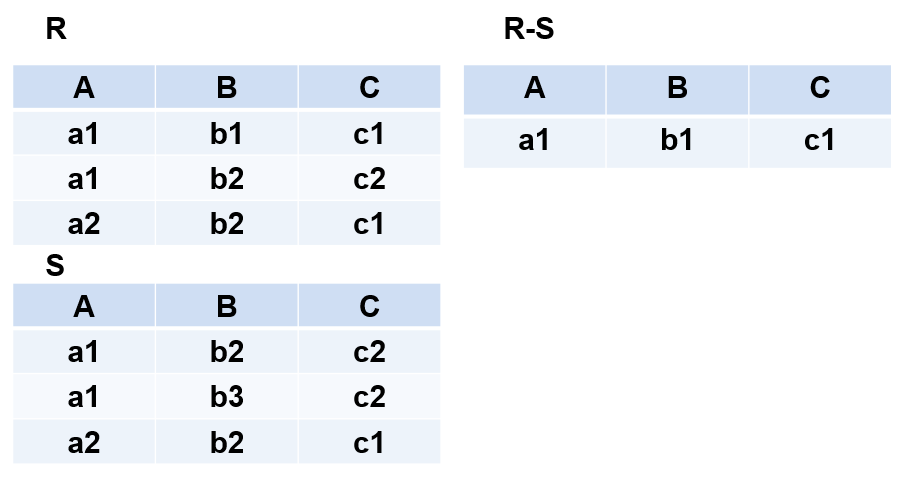 R
A B C
a1 b1 c1
a1 b2 c2
a2 b2 c1
S
A B C
a1 b2 c2
a1 b3 c2
a2 b2 c1
R-S
A B C
a1 b1 c1